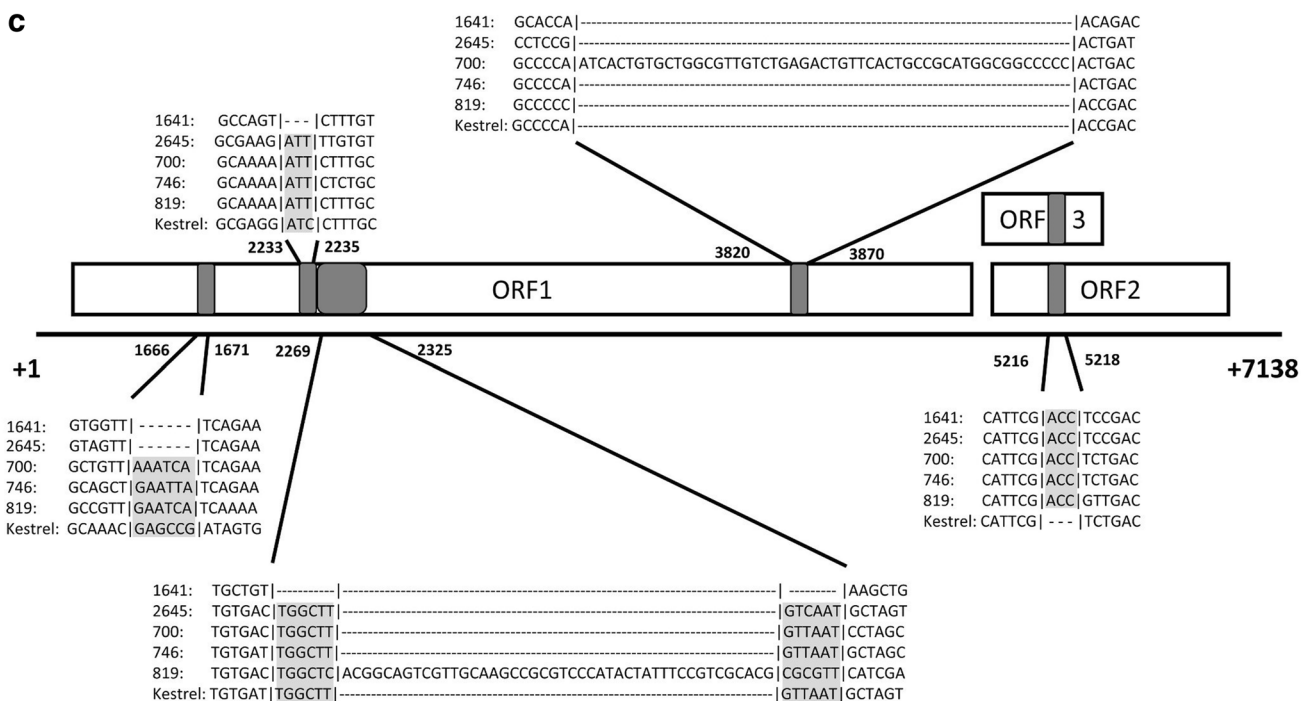 c
1641: GCACCA|------------------------------------------------------------------------|ACAGAC
2645: CCTCCG|------------------------------------------------------------------------|ACTGAT
700: GCCCCA|ATCACTGTGCTGGCGTTGTCTGAGACTGTTCACTGCCGCATGGCGGCCCCC|ACTGAC
746: GCCCCA|------------------------------------------------------------------------|ACTGAC
819: GCCCCC|------------------------------------------------------------------------|ACCGAC
Kestrel: GCCCCA|------------------------------------------------------------------------|ACCGAC
1641: GCCAGT|- - -|CTTTGT
2645: GCGAAG|ATT|TTGTGT
700: GCAAAA|ATT|CTTTGC
746: GCAAAA|ATT|CTCTGC
819: GCAAAA|ATT|CTTTGC
Kestrel: GCGAGG|ATC|CTTTGC
2233 2235
3820 3870
ORF 3
ORF1
ORF2
1666 1671 2269 2325
5216 5218
+1
+7138
1641: GTGGTT|- - - - - -|TCAGAA
2645: GTAGTT|- - - - - -|TCAGAA
700: GCTGTT|AAATCA|TCAGAA
746: GCAGCT|GAATTA|TCAGAA
819: GCCGTT|GAATCA|TCAAAA
Kestrel: GCAAAC|GAGCCG|ATAGTG
1641: CATTCG|ACC|TCCGAC
2645: CATTCG|ACC|TCCGAC
700: CATTCG|ACC|TCTGAC
746: CATTCG|ACC|TCTGAC
819: CATTCG|ACC|GTTGAC
Kestrel: CATTCG|- - -|TCTGAC
1641: TGCTGT|-----------|----------------------------------------------------------------|---------|AAGCTG
2645: TGTGAC|TGGCTT|----------------------------------------------------------------|GTCAAT|GCTAGT
700: TGTGAC|TGGCTT|----------------------------------------------------------------|GTTAAT|CCTAGC
746: TGTGAT|TGGCTT|----------------------------------------------------------------|GTTAAT|GCTAGC
819: TGTGAC|TGGCTC|ACGGCAGTCGTTGCAAGCCGCGTCCCATACTATTTCCGTCGCACG|CGCGTT|CATCGA
Kestrel: TGTGAT|TGGCTT|----------------------------------------------------------------|GTTAAT|GCTAGT